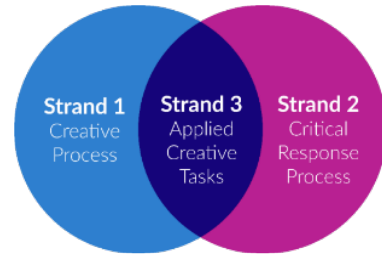 Strand 1
Creative
Process
Strand 3
Applied
Creative
Tasks
Strand 2
Critical
Response
Process